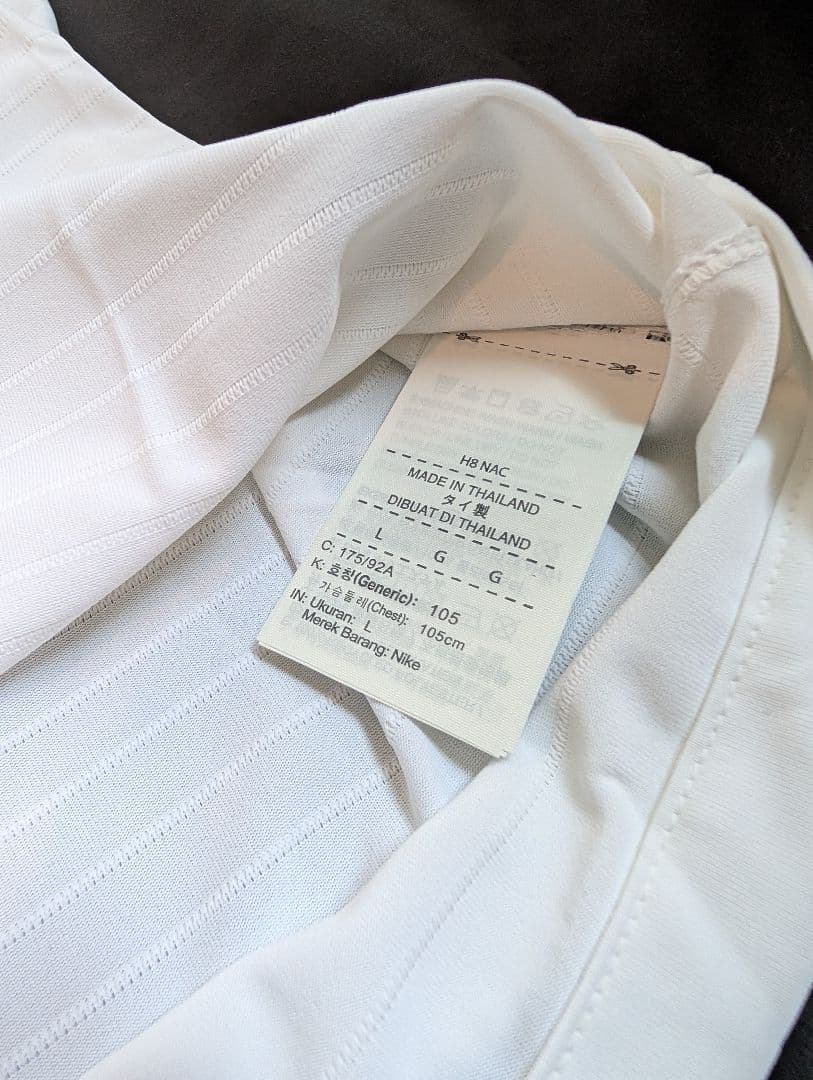 H8 NAC
MADE IN THAILAND
タイ製
DIBUAT DI THAILAND
L G G
C: 175/92A
K: 호칭(Generic): 105
가슴둘레(Chest): 105cm
IN: Ukuran: L
Merek Barang: Nike